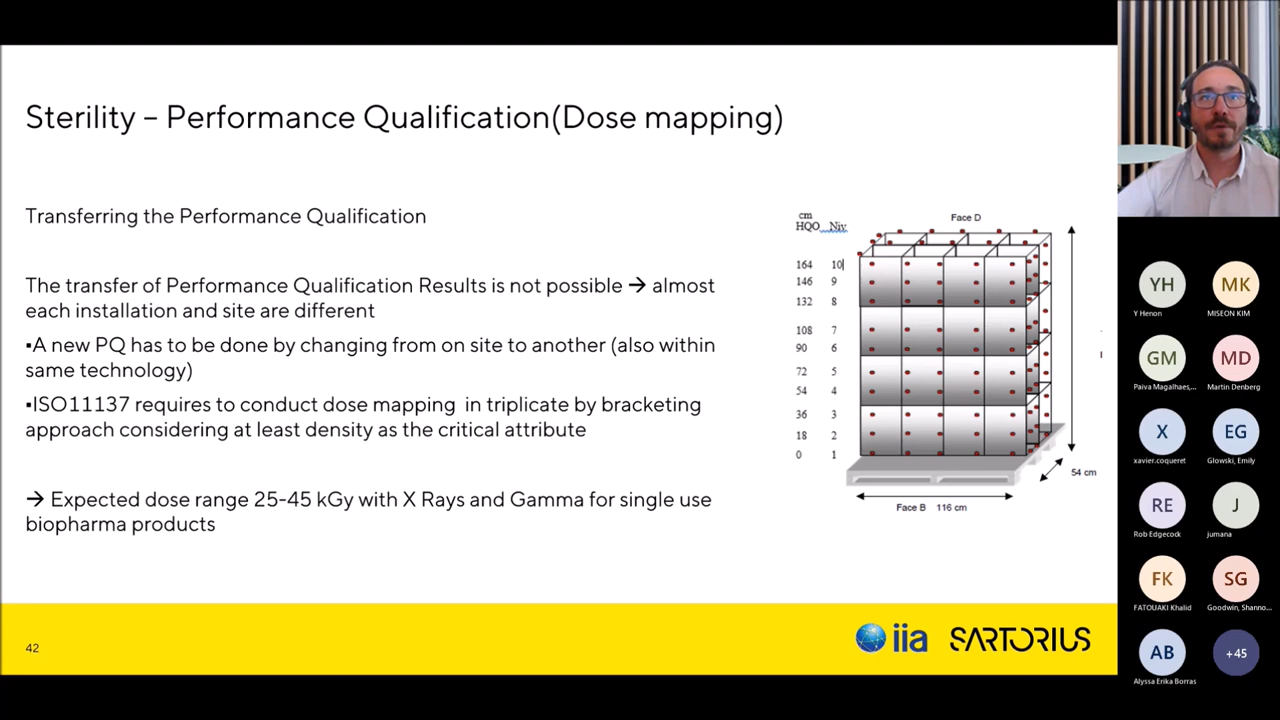 Sterility – Performance Qualification(Dose mapping)
Transferring the Performance Qualification
The transfer of Performance Qualification Results is not possible → almost
each installation and site are different
▪A new PQ has to be done by changing from on site to another (also within
same technology)
▪ISO11137 requires to conduct dose mapping in triplicate by bracketing
approach considering at least density as the critical attribute
→ Expected dose range 25-45 kGy with X Rays and Gamma for single use
biopharma products
cm
HQO Niv
164 10
146 9
132 8
108 7
90 6
72 5
54 4
36 3
18 2
0 1
Face D
54 cm
Face B 116 cm
42
iia SARTORIUS
YH MK
Y Henon MISEON KIM
GM MD
Paiva Magalhaes,... Martin Denberg
X EG
xavier.coqueret Glowski, Emily
RE J
Rob Edgecock jumana
FK SG
FATOUAKI Khalid Goodwin, Shanno...
AB +45
Alyssa Erika Borras